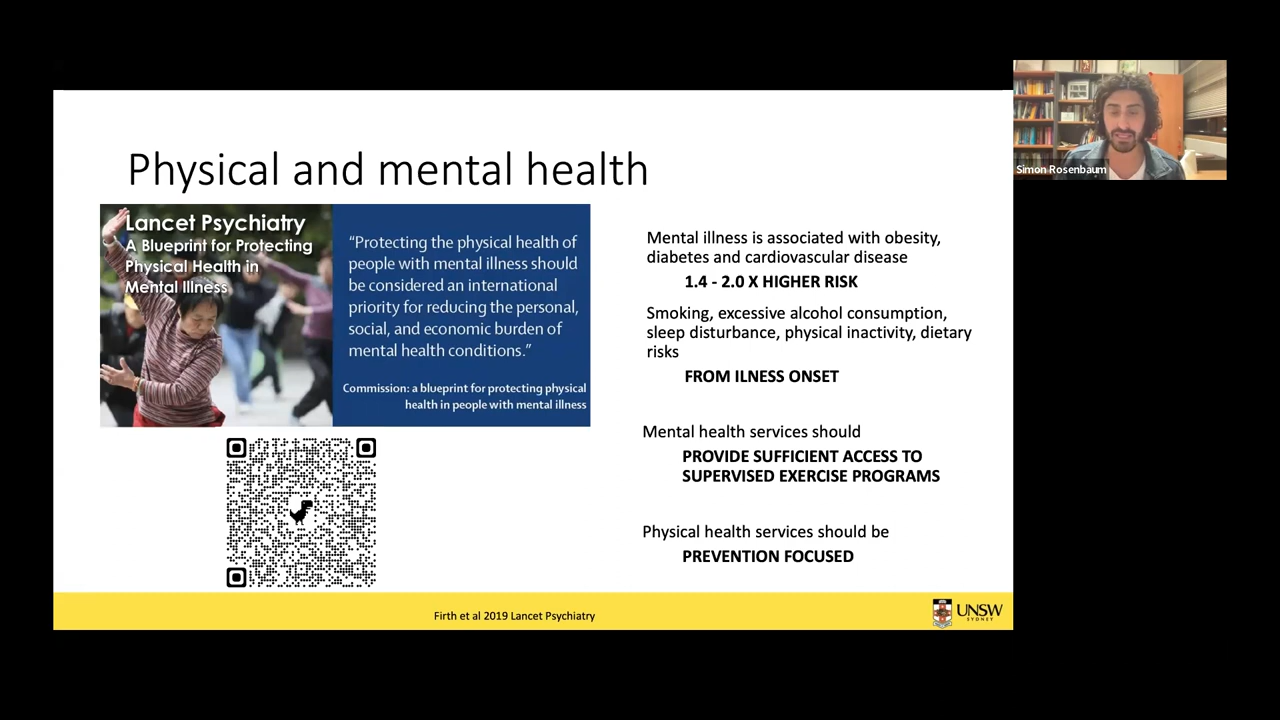 Physical and mental health
Lancet Psychiatry
A Blueprint for Protecting
Physical Health in
Mental Illness
“Protecting the physical health of
people with mental illness should
be considered an international
priority for reducing the personal,
social, and economic burden of
mental health conditions.”
Commission: a blueprint for protecting physical
health in people with mental illness
Mental illness is associated with obesity,
diabetes and cardiovascular disease
1.4 - 2.0 X HIGHER RISK
Smoking, excessive alcohol consumption,
sleep disturbance, physical inactivity, dietary
risks
FROM ILNESS ONSET
Mental health services should
PROVIDE SUFFICIENT ACCESS TO
SUPERVISED EXERCISE PROGRAMS
Physical health services should be
PREVENTION FOCUSED
Firth et al 2019 Lancet Psychiatry
UNSW
SYDNEY
Simon Rosenbaum